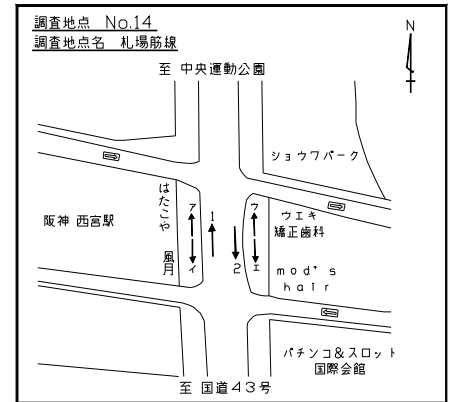 調査地点 No.14
調査地点名 札場筋線
N
至 中央運動公園
ショウワパーク
はたごや
風月
阪神 西宮駅
ア
イ
1
2
ウ
エ
ウエキ
矯正歯科
mod's
hair
パチンコ&スロット
国際会館
至 国道43号